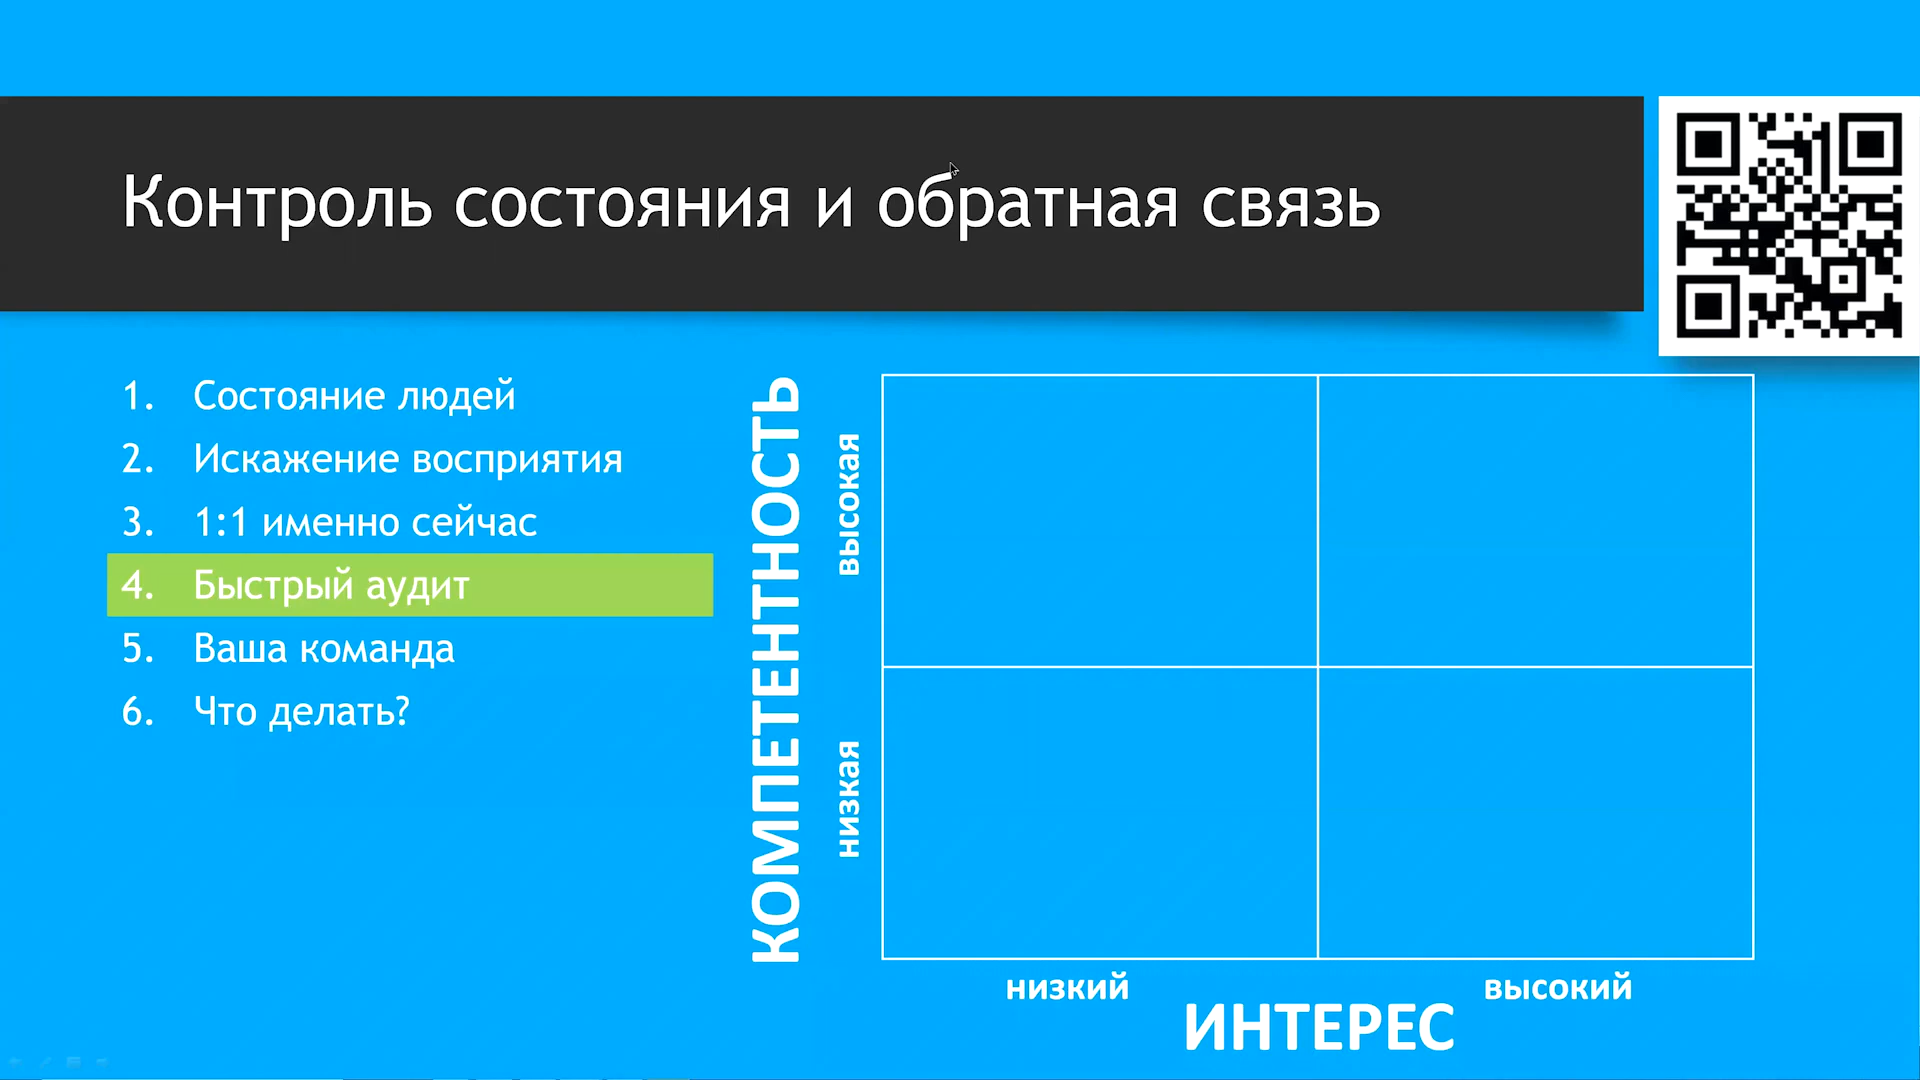 Контроль состояния и обратная связь
1. Состояние людей
2. Искажение восприятия
3. 1:1 именно сейчас
4. Быстрый аудит
5. Ваша команда
6. Что делать?
КОМПЕТЕНТНОСТЬ
высокая
низкая
низкий
высокий
ИНТЕРЕС